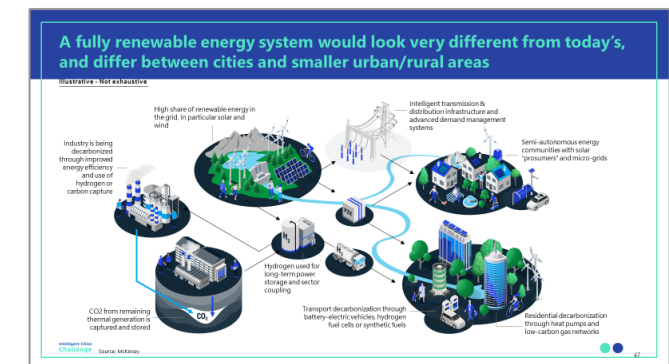 A fully renewable energy system would look very different from today's,
and differ between cities and smaller urban/rural areas
Illustrative - Not exhaustive
High share of renewable energy in
the grid, in particular solar and
wind
Intelligent transmission &
distribution infrastructure and
advanced demand management
systems
Industry is being
decarbonized
through improved
energy efficiency
and use of
hydrogen or
carbon capture
Semi-autonomous energy
communities with solar
"prosumers" and micro-grids
P2X
H2
H2
Hydrogen used for
long-term power
storage and sector
coupling
CO2
CO2 from remaining
thermal generation is
captured and stored
Transport decarbonization through
battery-electric vehicles, hydrogen
fuel cells or synthetic fuels
Residential decarbonization
through heat pumps and
low-carbon gas networks
Intelligent Cities
Challenge
Source: McKinsey
47